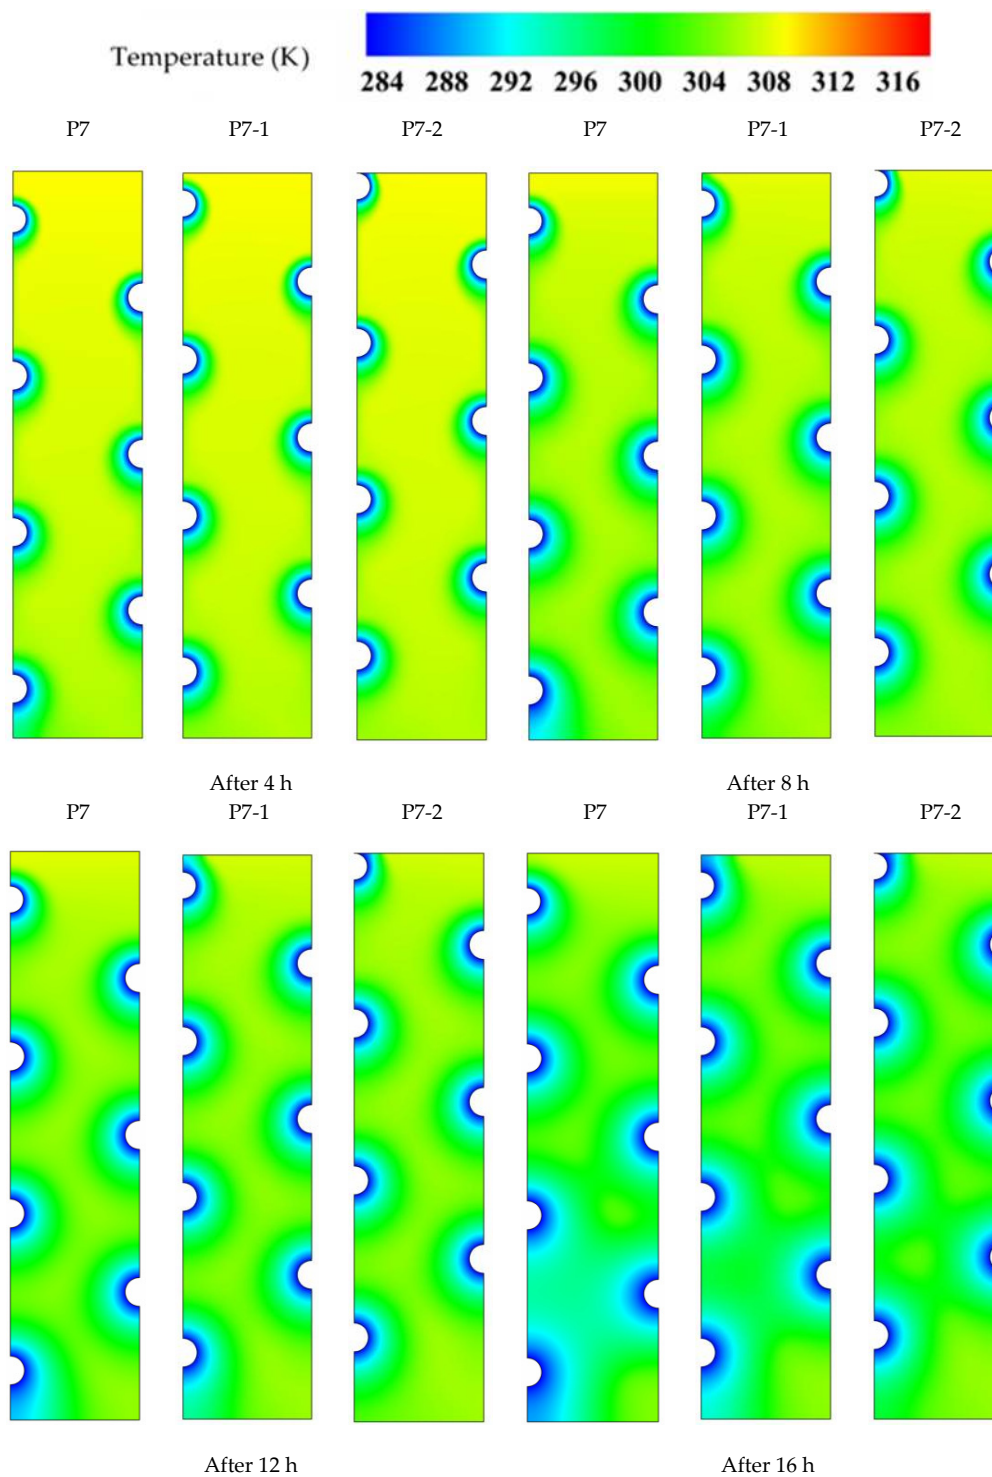 Temperature (K)
284 288 292 296 300 304 308 312 316
P7 P7-1 P7-2 P7 P7-1 P7-2
After 4 h After 8 h
P7 P7-1 P7-2 P7 P7-1 P7-2
After 12 h After 16 h